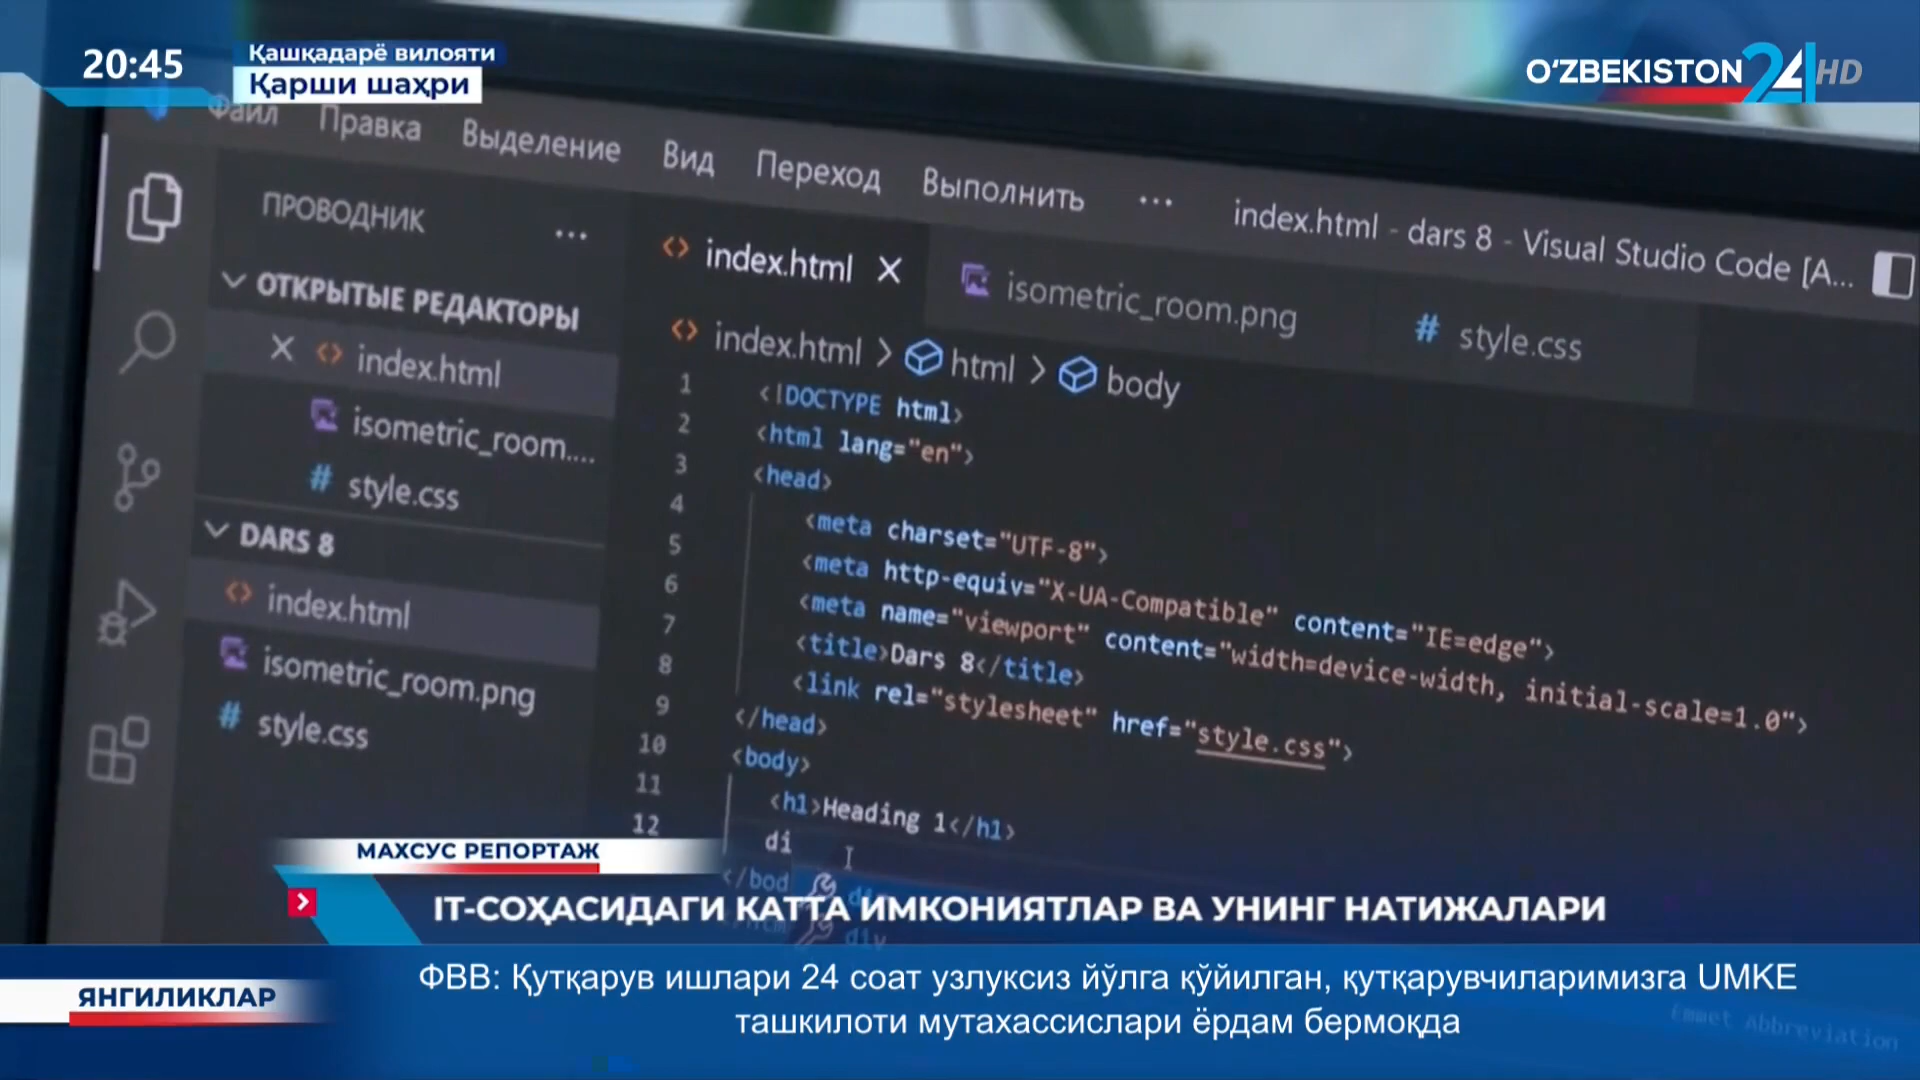 20:45
Қашқадарё вилояти
Қарши шаҳри
O‘ZBEKISTON 24 HD
Файл Правка Выделение Вид Переход Выполнить ...
index.html - dars 8 - Visual Studio Code [A...
ПРОВОДНИК ...
ОТКРЫТЫЕ РЕДАКТОРЫ
index.html
isometric_room....
style.css
DARS 8
index.html
isometric_room.png
style.css
index.html isometric_room.png style.css
index.html > html > body
1 <!DOCTYPE html>
2 <html lang="en">
3 <head>
4 <meta charset="UTF-8">
5 <meta http-equiv="X-UA-Compatible" content="IE=edge">
6 <meta name="viewport" content="width=device-width, initial-scale=1.0">
7 <title>Dars 8</title>
8 <link rel="stylesheet" href="style.css">
9 </head>
10 <body>
11 <h1>Heading 1</h1>
12 di
</bod
div
Emmet Abbreviation
МАХСУС РЕПОРТАЖ
IT-СОҲАСИДАГИ КАТТА ИМКОНИЯТЛАР ВА УНИНГ НАТИЖАЛАРИ
ЯНГИЛИКЛАР
ФВВ: Қутқарув ишлари 24 соат узлуксиз йўлга қўйилган, қутқарувчиларимизга UMKE
ташкилоти мутахассислари ёрдам бермоқда